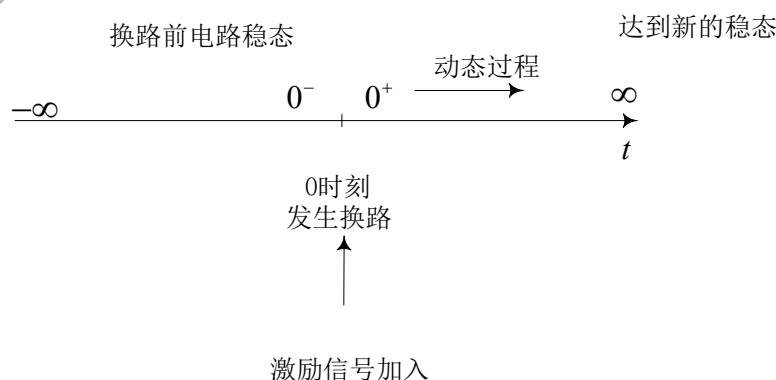 换路前电路稳态
达到新的稳态
动态过程
−∞
0⁻
0⁺
∞
t
0时刻
发生换路
激励信号加入